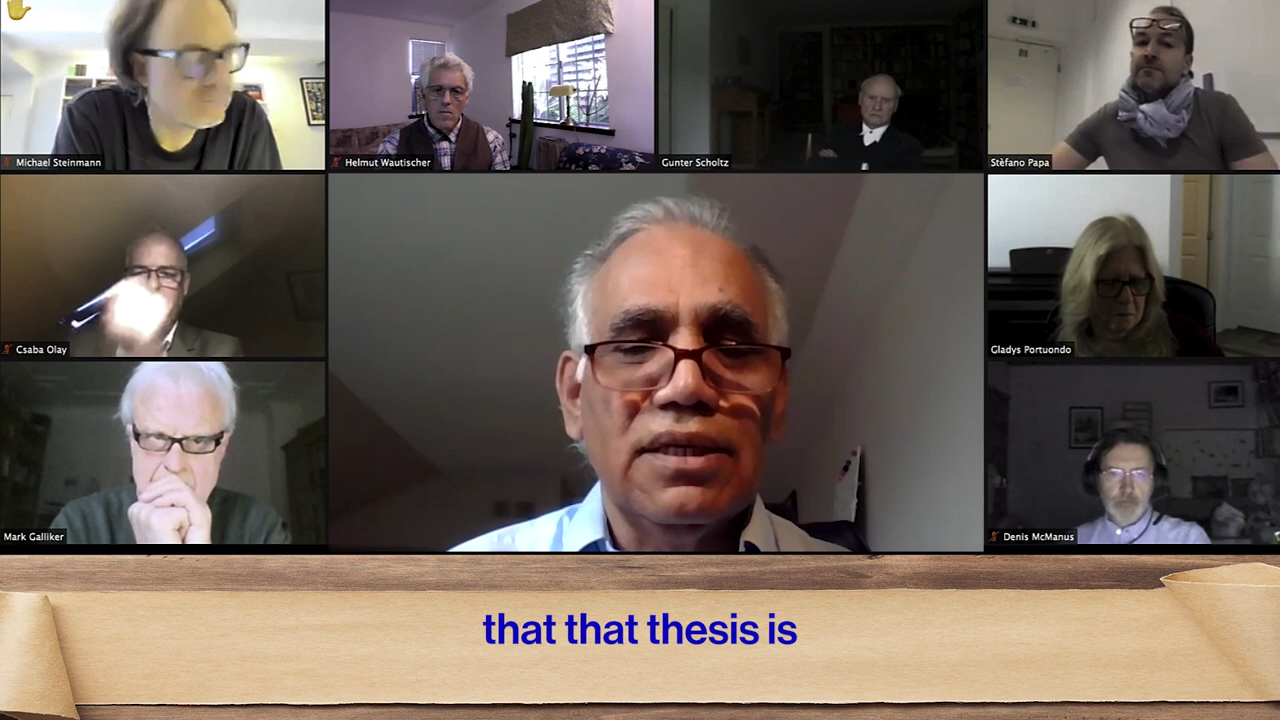 Michael Steinmann
Helmut Wautischer
Gunter Scholtz
Stèfano Papa
Csaba Olay
Gladys Portuondo
Mark Galliker
Denis McManus
that that thesis is